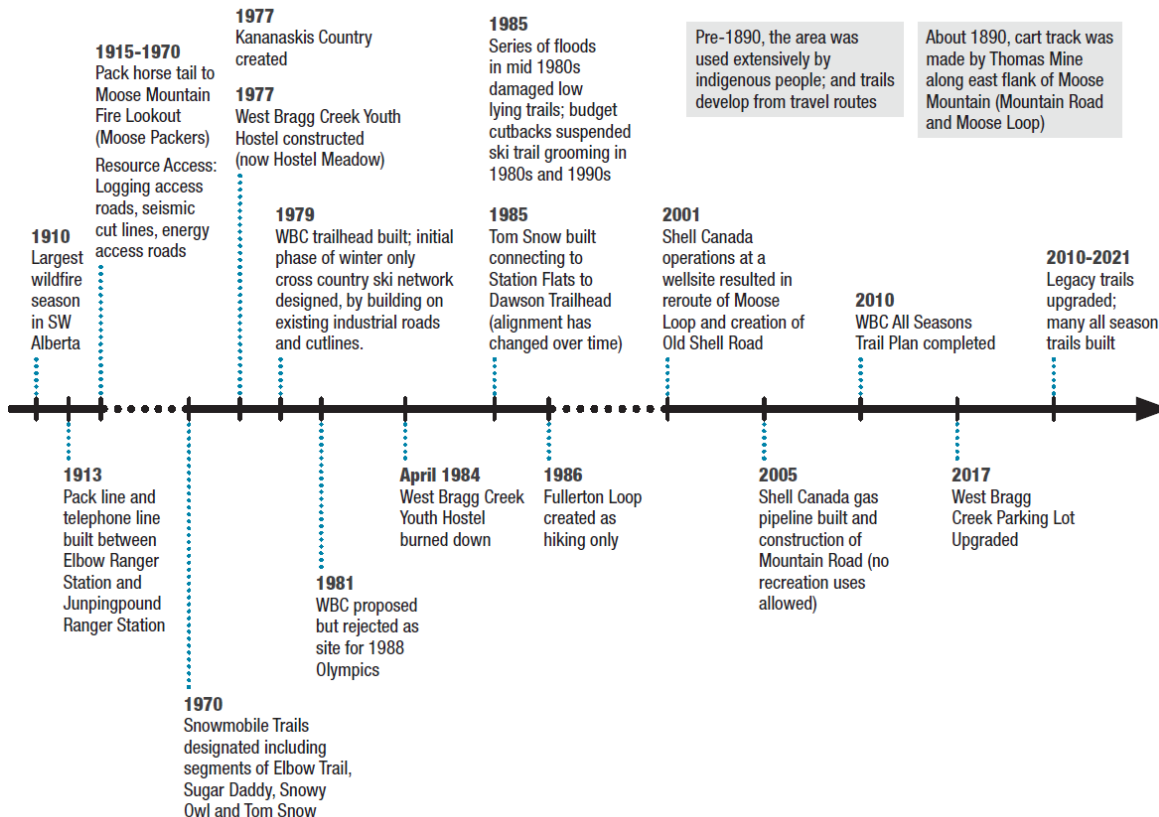 1910
Largest
wildfire
season
in SW
Alberta
1913
Pack line and
telephone line
built between
Elbow Ranger
Station and
Junpingpound
Ranger Station
1915-1970
Pack horse tail to
Moose Mountain
Fire Lookout
(Moose Packers)
Resource Access:
Logging access
roads, seismic
cut lines, energy
access roads
1970
Snowmobile Trails
designated including
segments of Elbow Trail,
Sugar Daddy, Snowy
Owl and Tom Snow
1977
Kananaskis Country
created
1977
West Bragg Creek Youth
Hostel constructed
(now Hostel Meadow)
1979
WBC trailhead built; initial
phase of winter only
cross country ski network
designed, by building on
existing industrial roads
and cutlines.
1981
WBC proposed
but rejected as
site for 1988
Olympics
April 1984
West Bragg Creek
Youth Hostel
burned down
1985
Series of floods
in mid 1980s
damaged low
lying trails; budget
cutbacks suspended
ski trail grooming in
1980s and 1990s
1985
Tom Snow built
connecting to
Station Flats to
Dawson Trailhead
(alignment has
changed over time)
1986
Fullerton Loop
created as
hiking only
Pre-1890, the area was
used extensively by
indigenous people; and trails
develop from travel routes
About 1890, cart track was
made by Thomas Mine
along east flank of Moose
Mountain (Mountain Road
and Moose Loop)
2001
Shell Canada
operations at a
wellsite resulted in
reroute of Moose
Loop and creation of
Old Shell Road
2005
Shell Canada gas
pipeline built and
construction of
Mountain Road (no
recreation uses
allowed)
2010
WBC All Seasons
Trail Plan completed
2017
West Bragg
Creek Parking Lot
Upgraded
2010-2021
Legacy trails
upgraded;
many all season
trails built